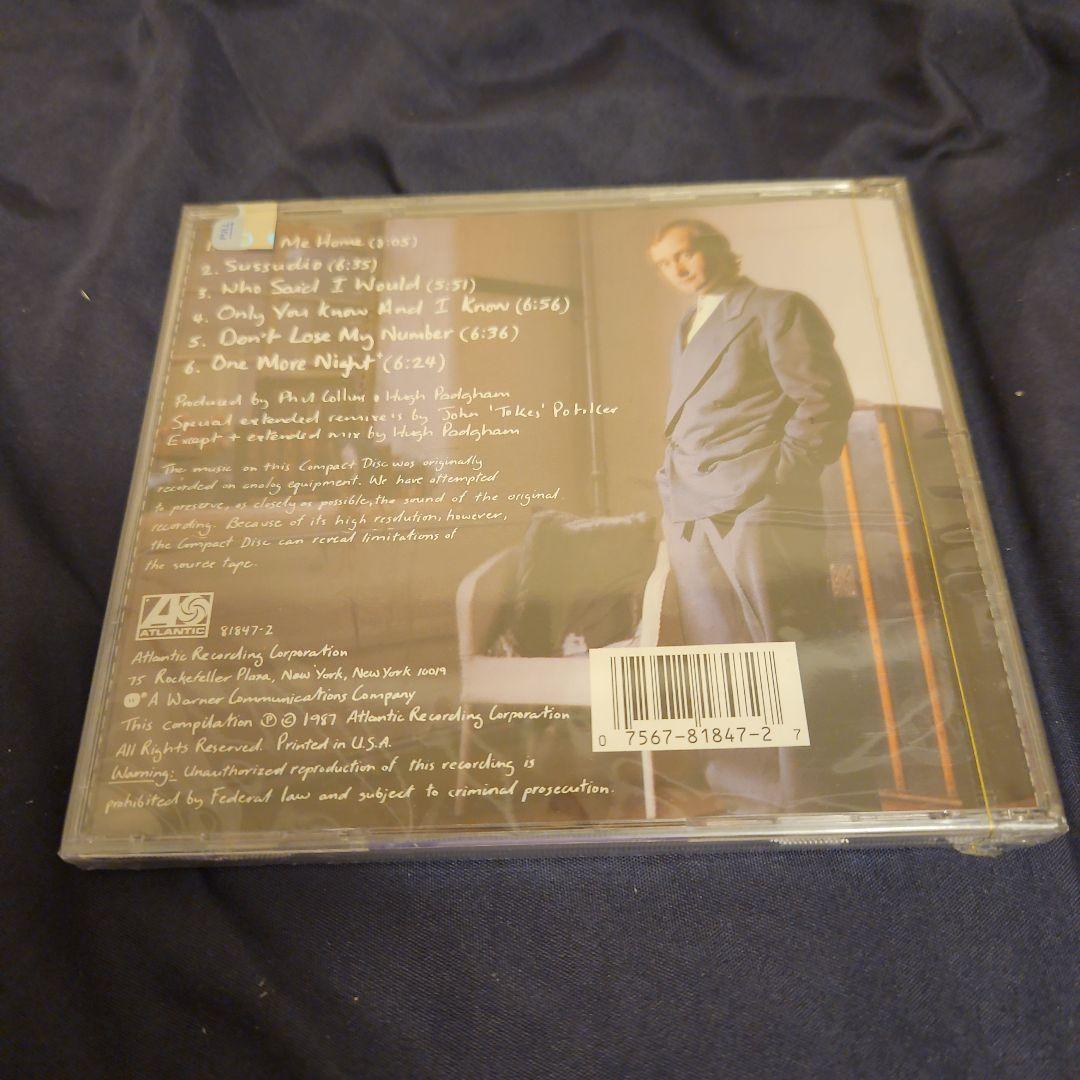 PULL
1. Me Home (8:05)
2. Sussudio (6:35)
3. Who Said I Would (5:51)
4. Only You Know And I Know (6:56)
5. Don't Lose My Number (6:36)
6. One More Night+ (6:24)
Produced by Phil Collins + Hugh Padgham
Special extended remixes by John 'Tokes' Potoker
Except + extended mix by Hugh Padgham
The music on this Compact Disc was originally
recorded on analog equipment. We have attempted
to preserve, as closely as possible, the sound of the original
recording. Because of its high resolution, however,
the Compact Disc can reveal limitations of
the source tape.
ATLANTIC 81847-2
Atlantic Recording Corporation
75 Rockefeller Plaza, New York, New York 10019
A Warner Communications Company
This compilation ℗ © 1987 Atlantic Recording Corporation
All Rights Reserved. Printed in U.S.A.
Warning: Unauthorized reproduction of this recording is
prohibited by Federal law and subject to criminal prosecution.
0 7567-81847-2 7